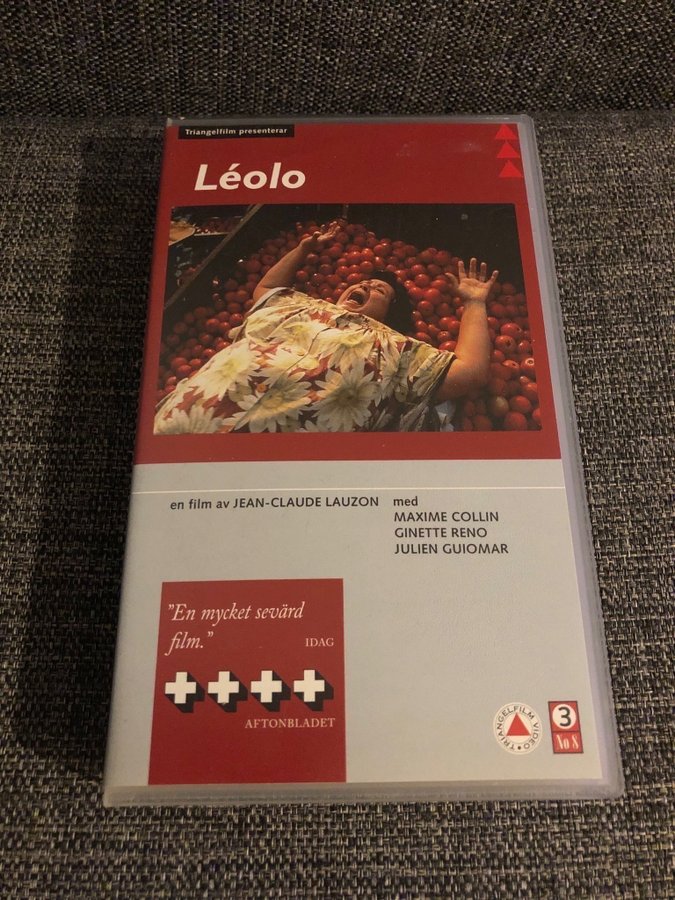 Triangelfilm presenterar
Léolo
en film av JEAN-CLAUDE LAUZON
med
MAXIME COLLIN
GINETTE RENO
JULIEN GUIOMAR
"En mycket sevärd
film."
IDAG
AFTONBLADET
TRIANGELFILM VIDEO
3
No 8